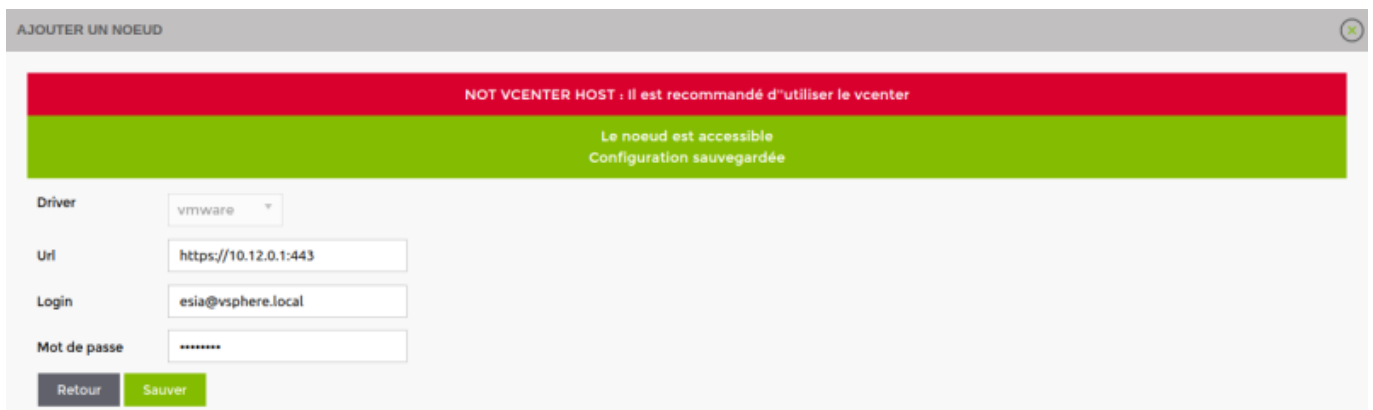 AJOUTER UN NOEUD
NOT VCENTER HOST : Il est recommandé d''utiliser le vcenter
Le noeud est accessible
Configuration sauvegardée
Driver vmware
Url https://10.12.0.1:443
Login esia@vsphere.local
Mot de passe ••••••••
Retour Sauver